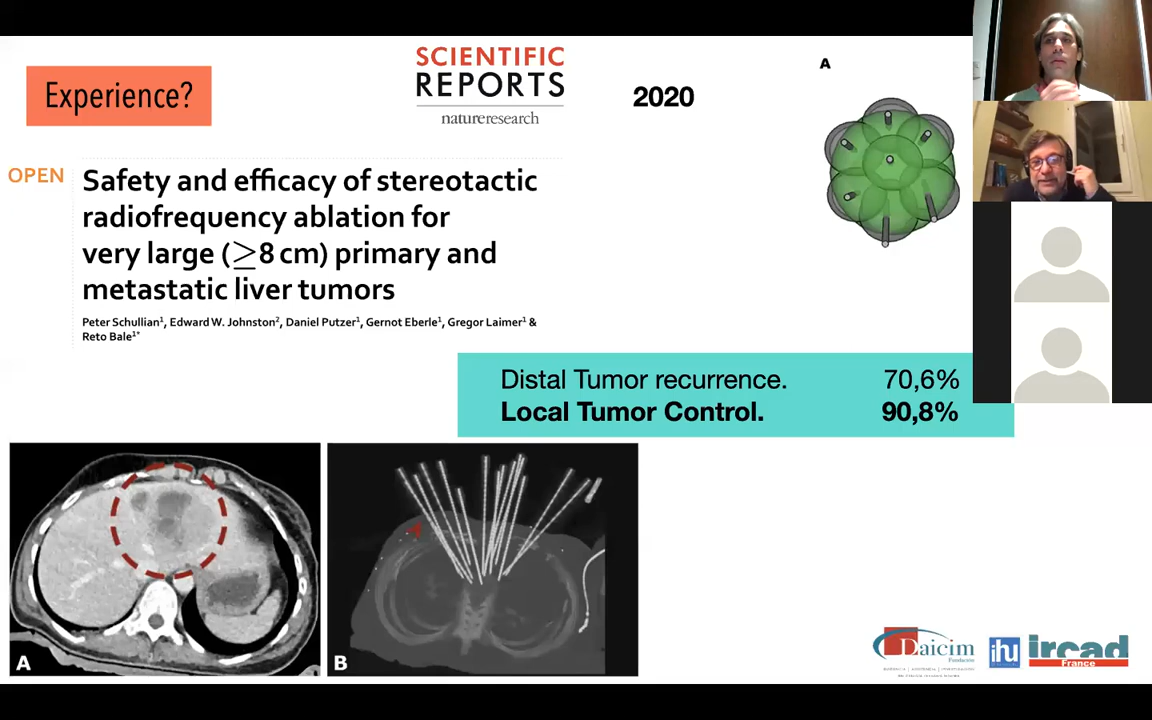 Experience?
SCIENTIFIC
REPORTS
natureresearch
2020
A
OPEN
Safety and efficacy of stereotactic
radiofrequency ablation for
very large (≥8 cm) primary and
metastatic liver tumors
Peter Schullian¹, Edward W. Johnston², Daniel Putzer¹, Gernot Eberle¹, Gregor Laimer¹ &
Reto Bale¹*
Distal Tumor recurrence. 70,6%
Local Tumor Control. 90,8%
A
B
Daicim
Fundación
ihu
ircad
France